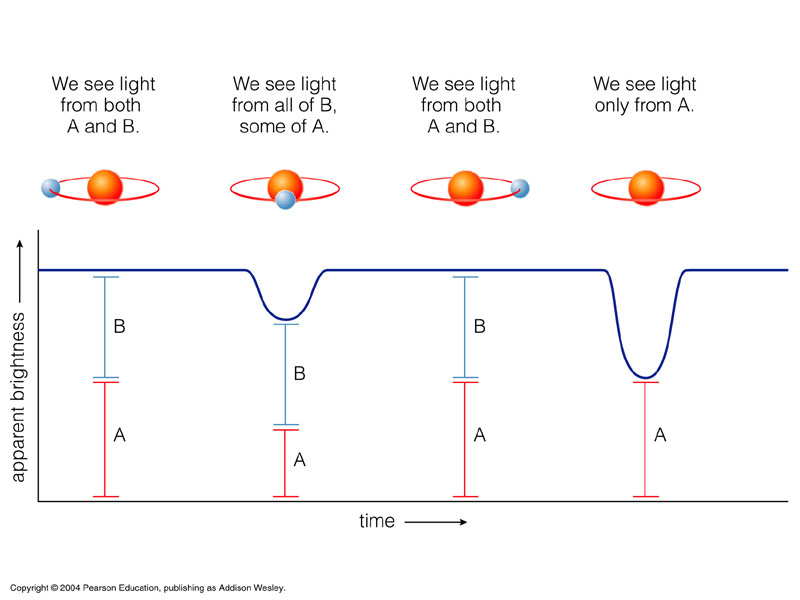 We see light
from both
A and B.
We see light
from all of B,
some of A.
We see light
from both
A and B.
We see light
only from A.
apparent brightness
B
A
B
A
B
A
A
time
Copyright © 2004 Pearson Education, publishing as Addison Wesley.